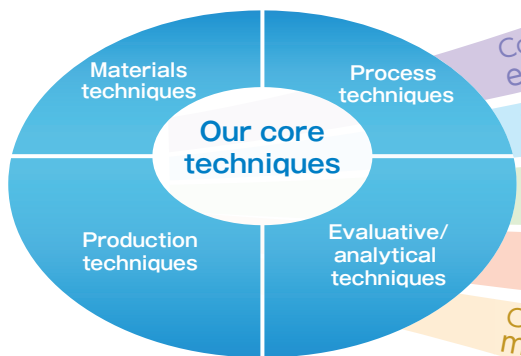 Materials
techniques
Process
techniques
Our core
techniques
Production
techniques
Evaluative/
analytical
techniques